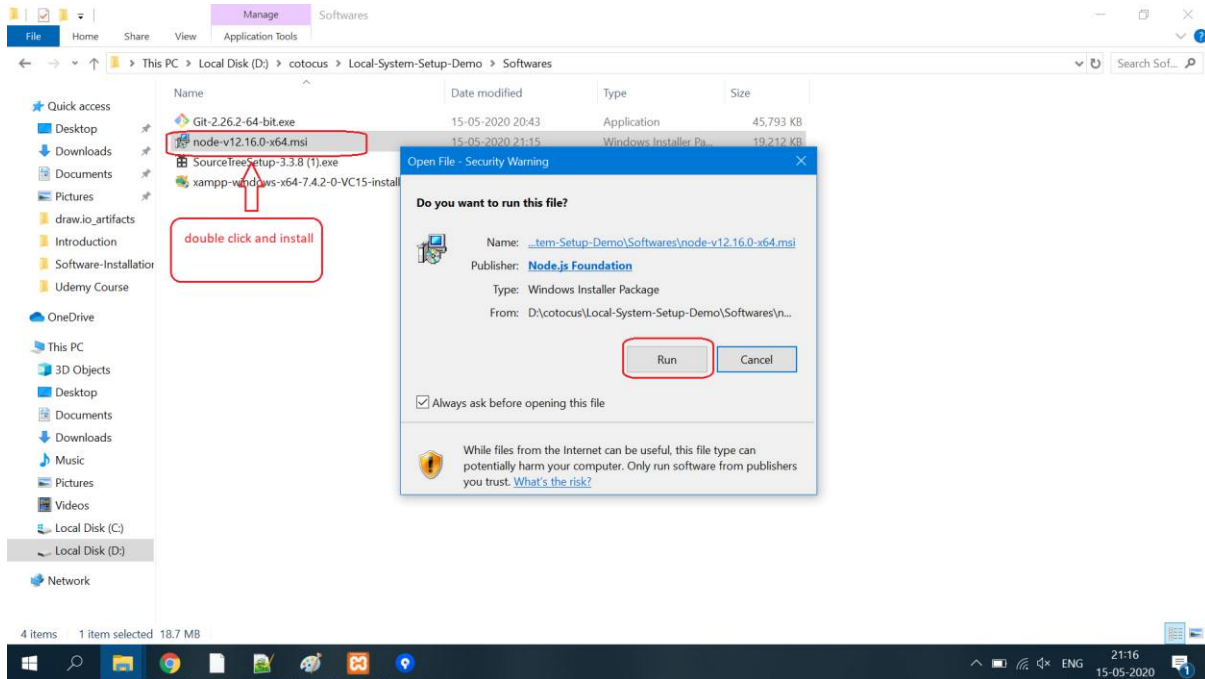 Manage Softwares
File Home Share View Application Tools
This PC > Local Disk (D:) > cotocus > Local-System-Setup-Demo > Softwares
Search Sof...
Name Date modified Type Size
Quick access
Desktop
Downloads
Documents
Pictures
draw.io_artifacts
Introduction
Software-Installation
Udemy Course
OneDrive
This PC
3D Objects
Desktop
Documents
Downloads
Music
Pictures
Videos
Local Disk (C:)
Local Disk (D:)
Network
Git-2.26.2-64-bit.exe 15-05-2020 20:43 Application 45,793 KB
node-v12.16.0-x64.msi 15-05-2020 21:15 Windows Installer Pa... 19,212 KB
SourceTreeSetup-3.3.8 (1).exe
xampp-windows-x64-7.4.2-0-VC15-install
double click and install
Open File - Security Warning
Do you want to run this file?
Name: ...tem-Setup-Demo\Softwares\node-v12.16.0-x64.msi
Publisher: Node.js Foundation
Type: Windows Installer Package
From: D:\cotocus\Local-System-Setup-Demo\Softwares\n...
Run Cancel
Always ask before opening this file
While files from the Internet can be useful, this file type can
potentially harm your computer. Only run software from publishers
you trust. What's the risk?
4 items 1 item selected 18.7 MB
ENG
21:16
15-05-2020
1